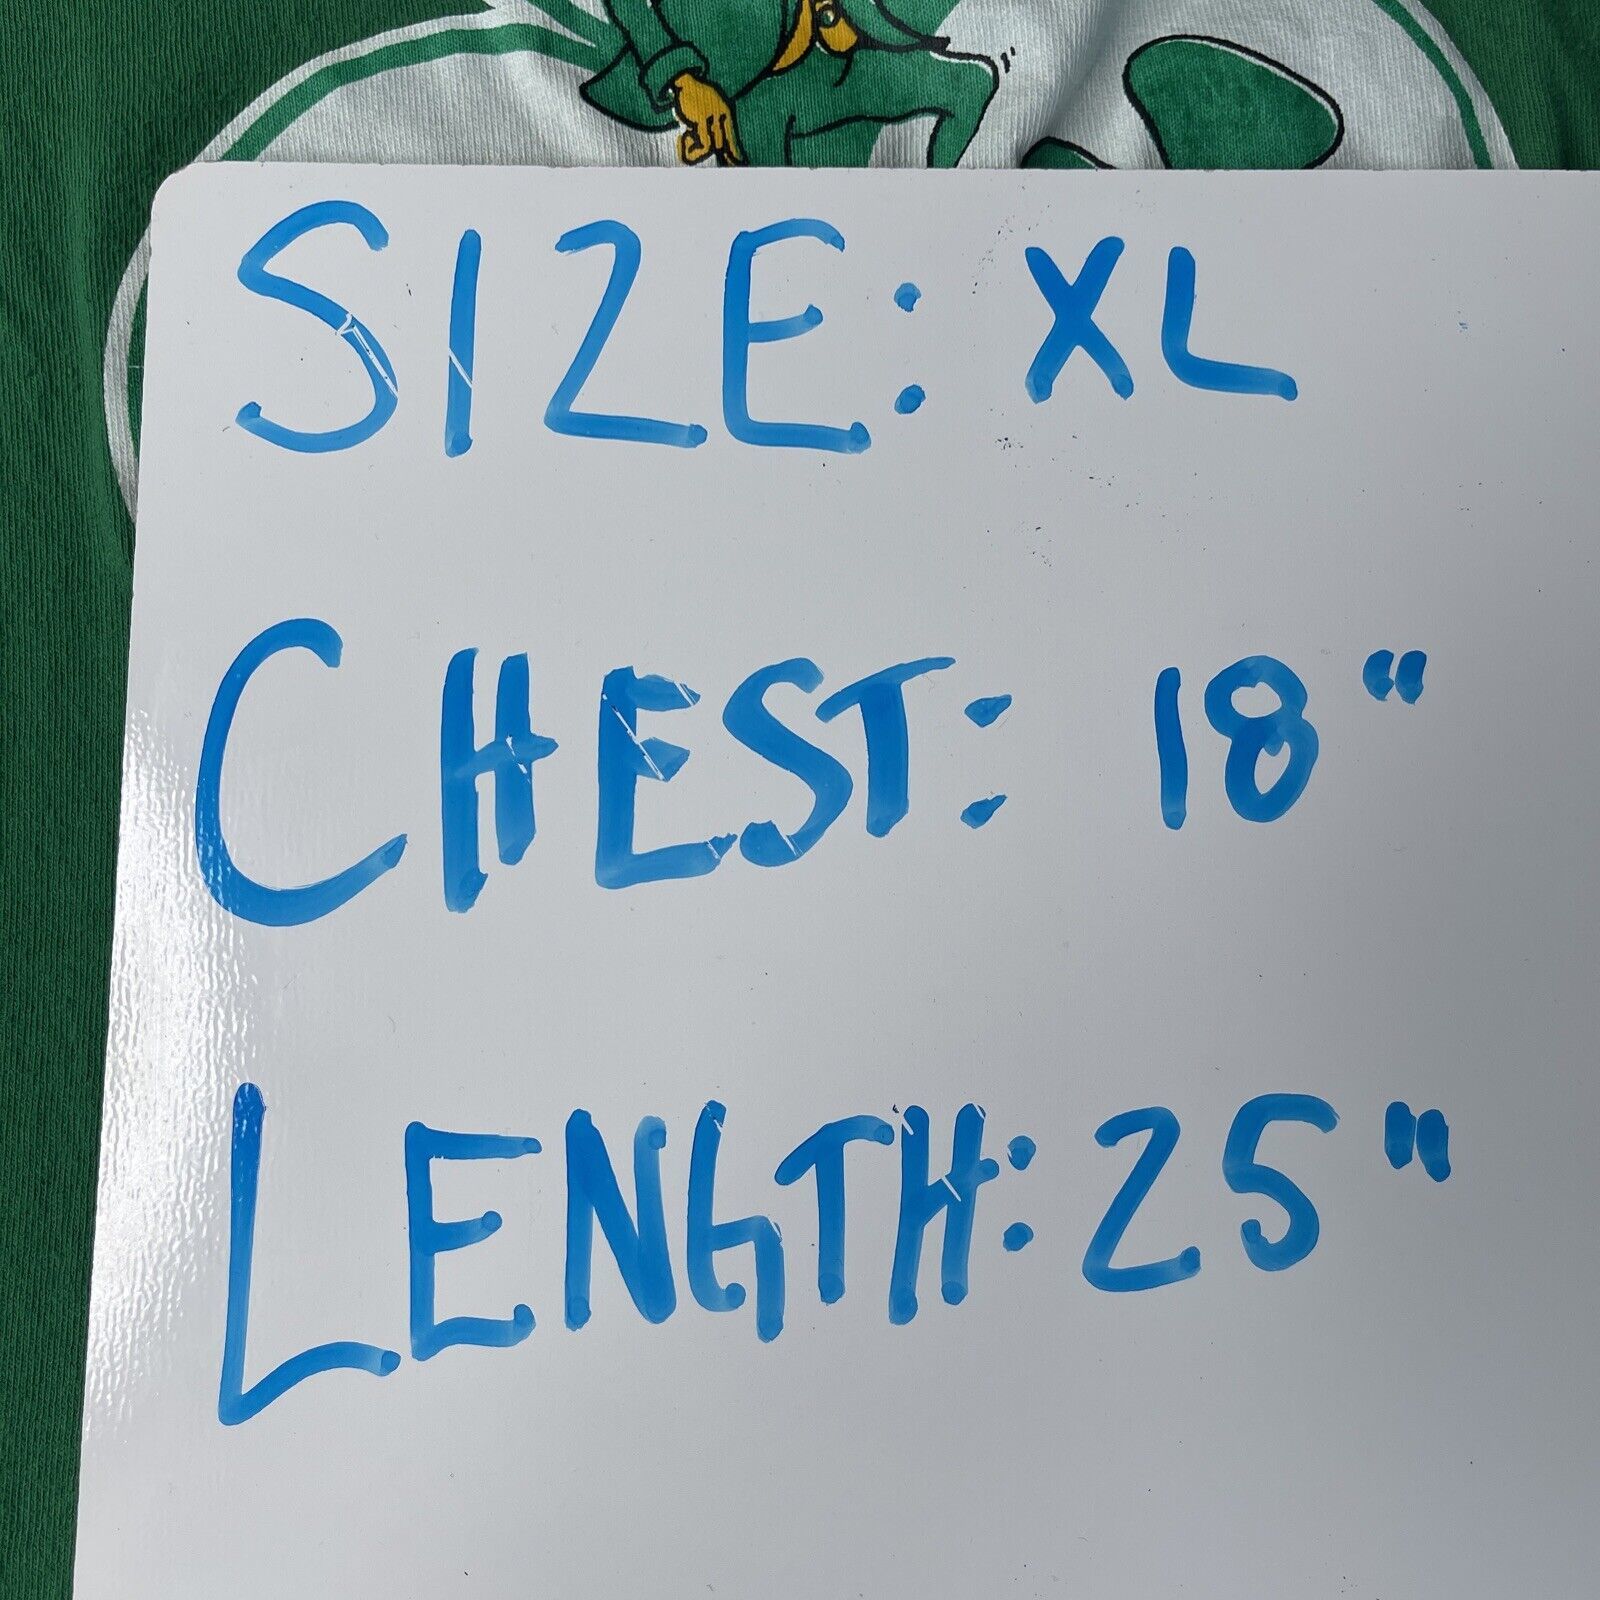 SIZE: XL
CHEST: 18"
LENGTH: 25"